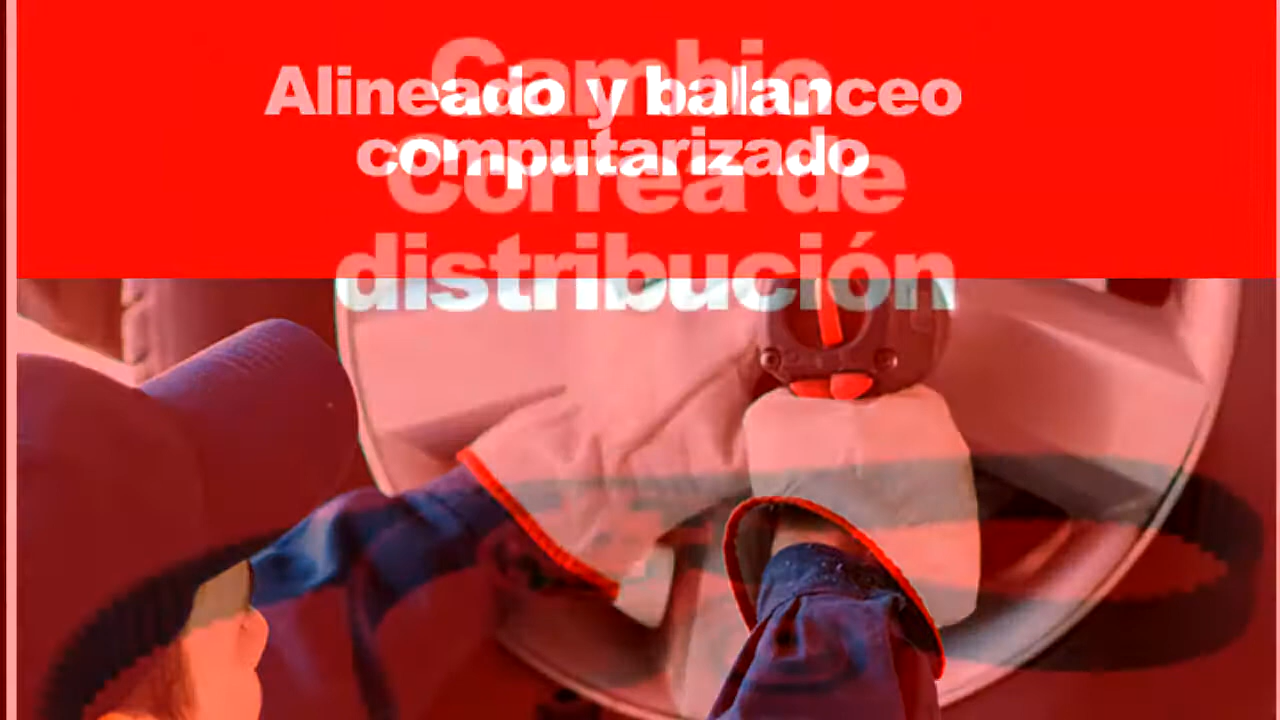 Alineado y balanceo
computarizado
Cambio
Correa de
distribución